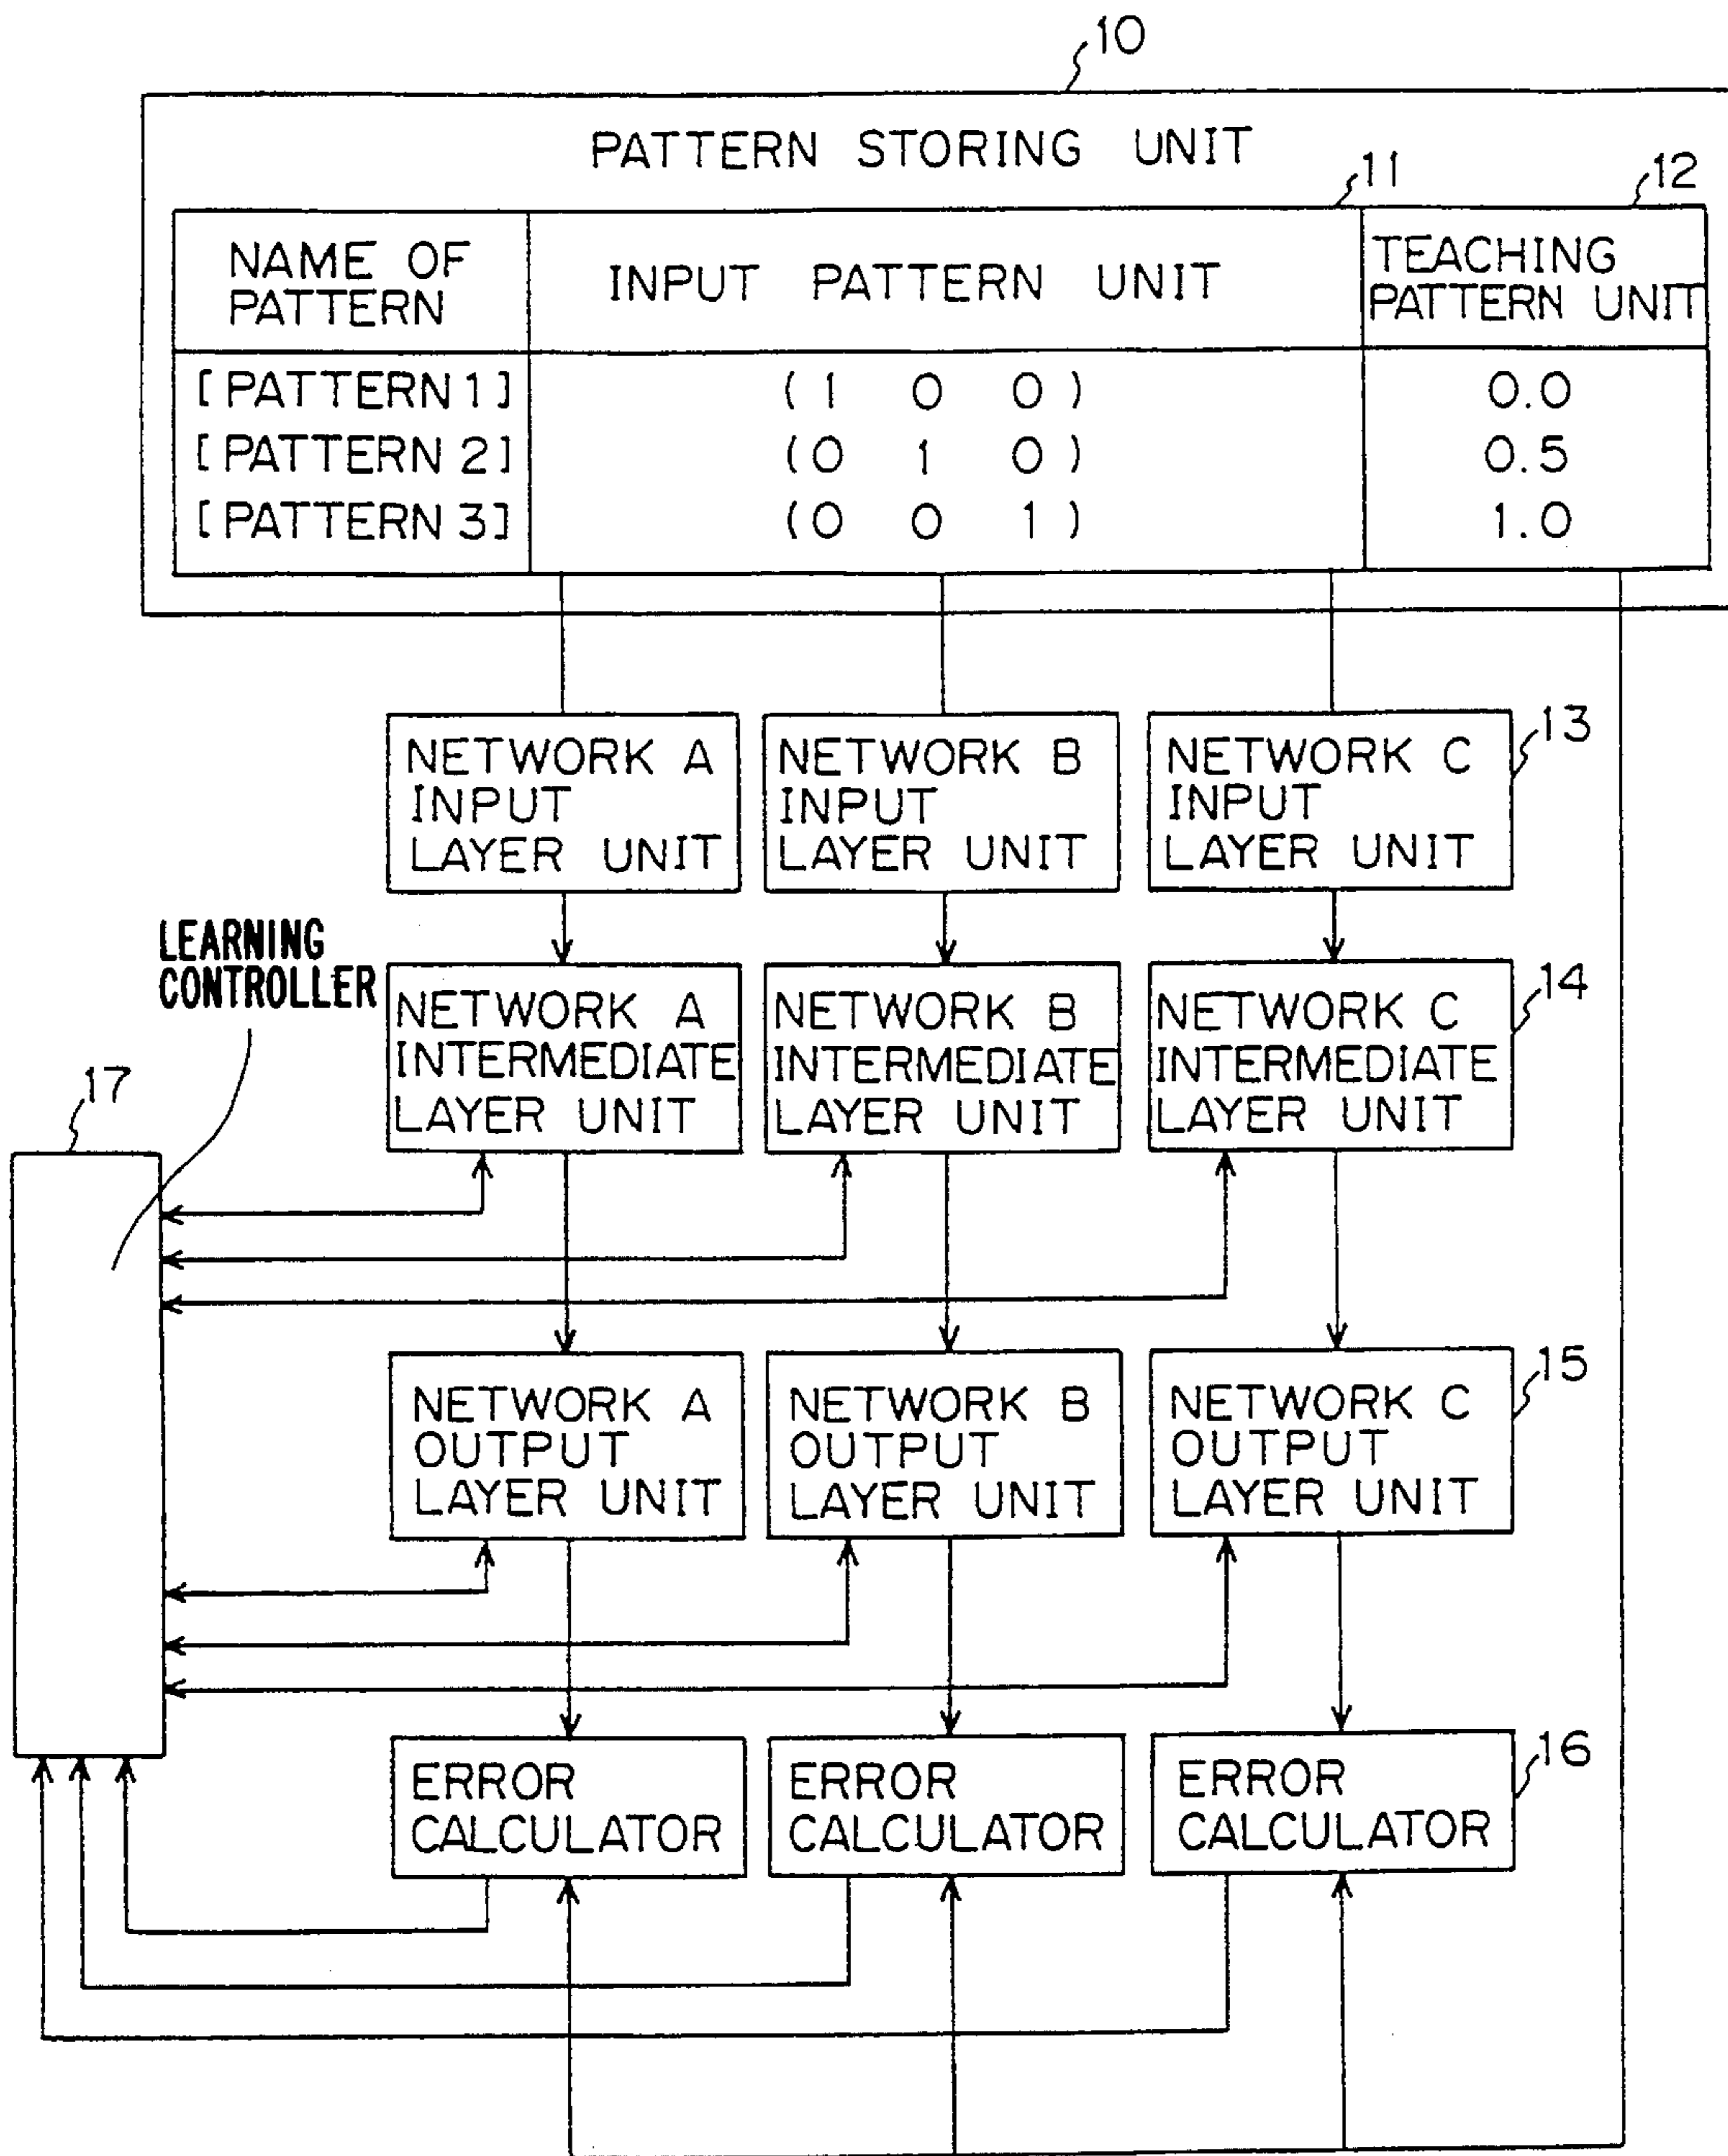 10
PATTERN STORING UNIT
11
12
NAME OF
PATTERN
INPUT PATTERN UNIT
TEACHING
PATTERN UNIT
[PATTERN 1] (1 0 0) 0.0
[PATTERN 2] (0 1 0) 0.5
[PATTERN 3] (0 0 1) 1.0
NETWORK A
INPUT
LAYER UNIT
NETWORK B
INPUT
LAYER UNIT
NETWORK C
INPUT
LAYER UNIT
13
LEARNING
CONTROLLER
NETWORK A
INTERMEDIATE
LAYER UNIT
NETWORK B
INTERMEDIATE
LAYER UNIT
NETWORK C
INTERMEDIATE
LAYER UNIT
14
17
NETWORK A
OUTPUT
LAYER UNIT
NETWORK B
OUTPUT
LAYER UNIT
NETWORK C
OUTPUT
LAYER UNIT
15
ERROR
CALCULATOR
ERROR
CALCULATOR
ERROR
CALCULATOR
16